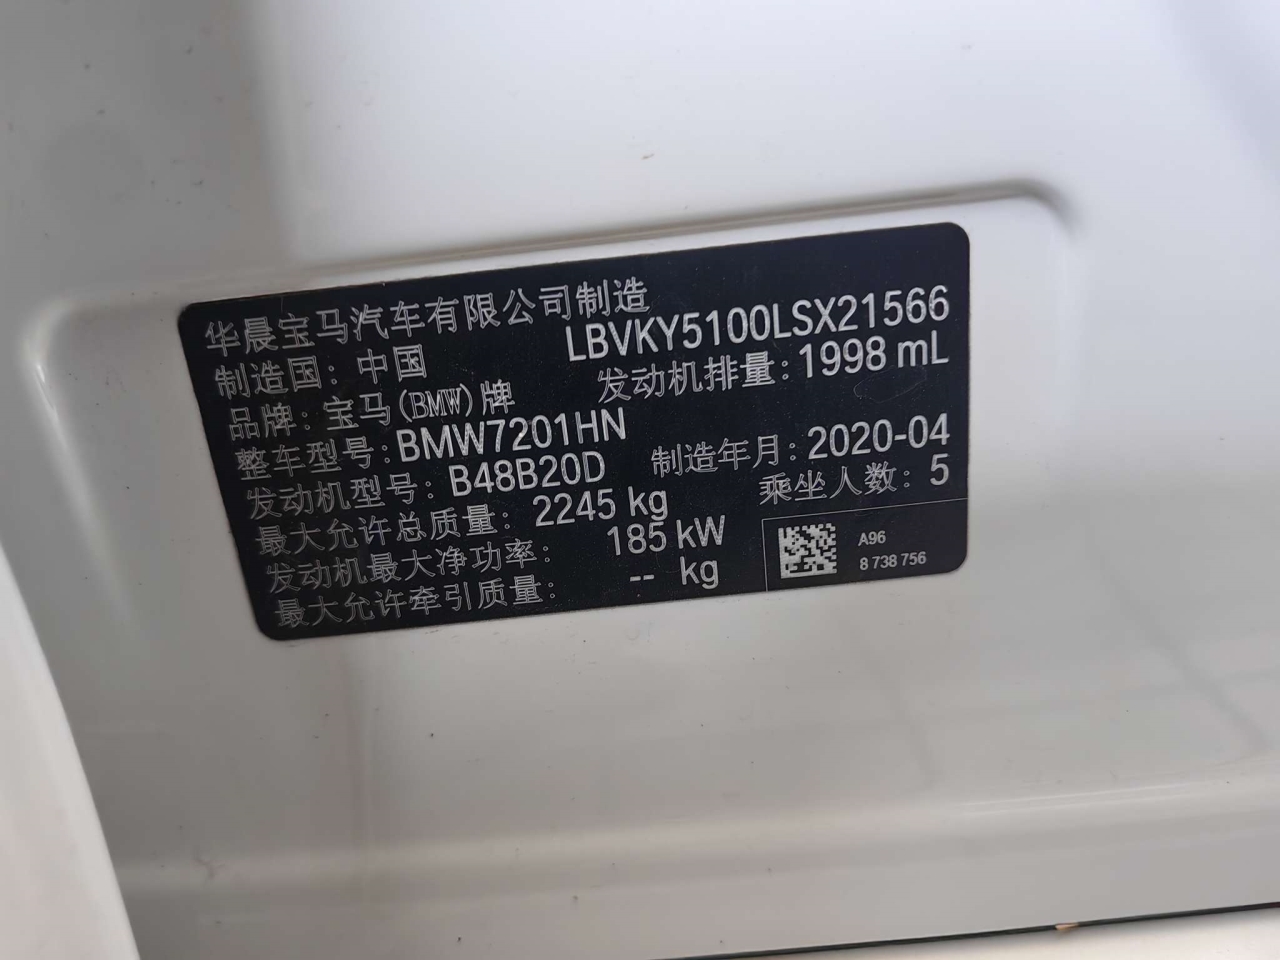 华晨宝马汽车有限公司制造
LBVKY5100LSX21566
制造国：中国
发动机排量：1998 mL
品牌：宝马(BMW)牌
整车型号：BMW7201HN
制造年月：2020-04
发动机型号：B48B20D
乘坐人数：5
最大允许总质量：2245 kg
发动机最大净功率：185 kW
最大允许牵引质量：-- kg
A96
8 738 756